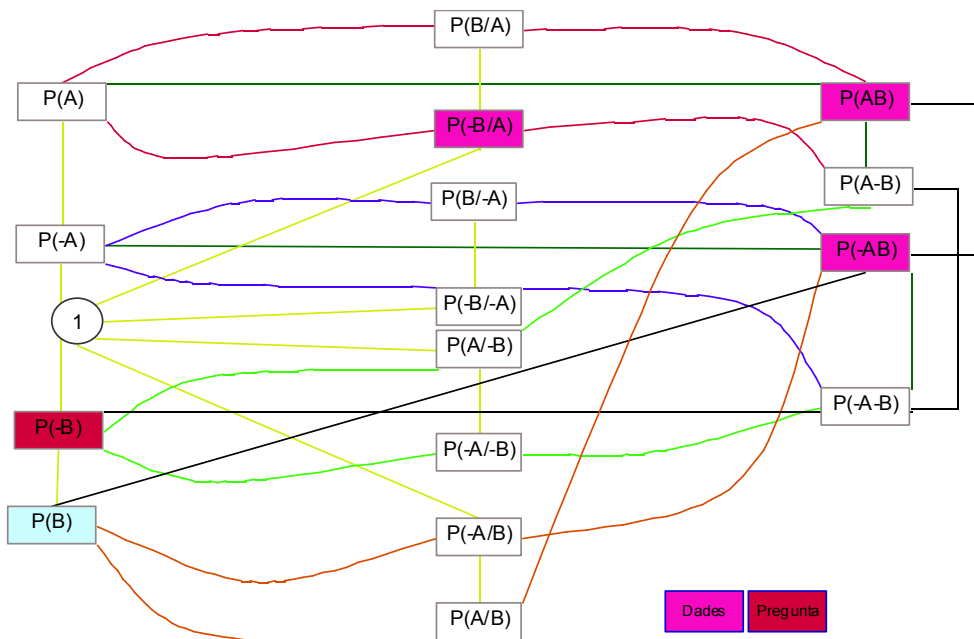 P(B/A)
P(A)
P(AB)
P(-B/A)
P(A-B)
P(B/-A)
P(-A)
P(-AB)
P(-B/-A)
1
P(A/-B)
P(-A-B)
P(-B)
P(-A/-B)
P(B)
P(-A/B)
P(A/B)
Dades
Pregunta